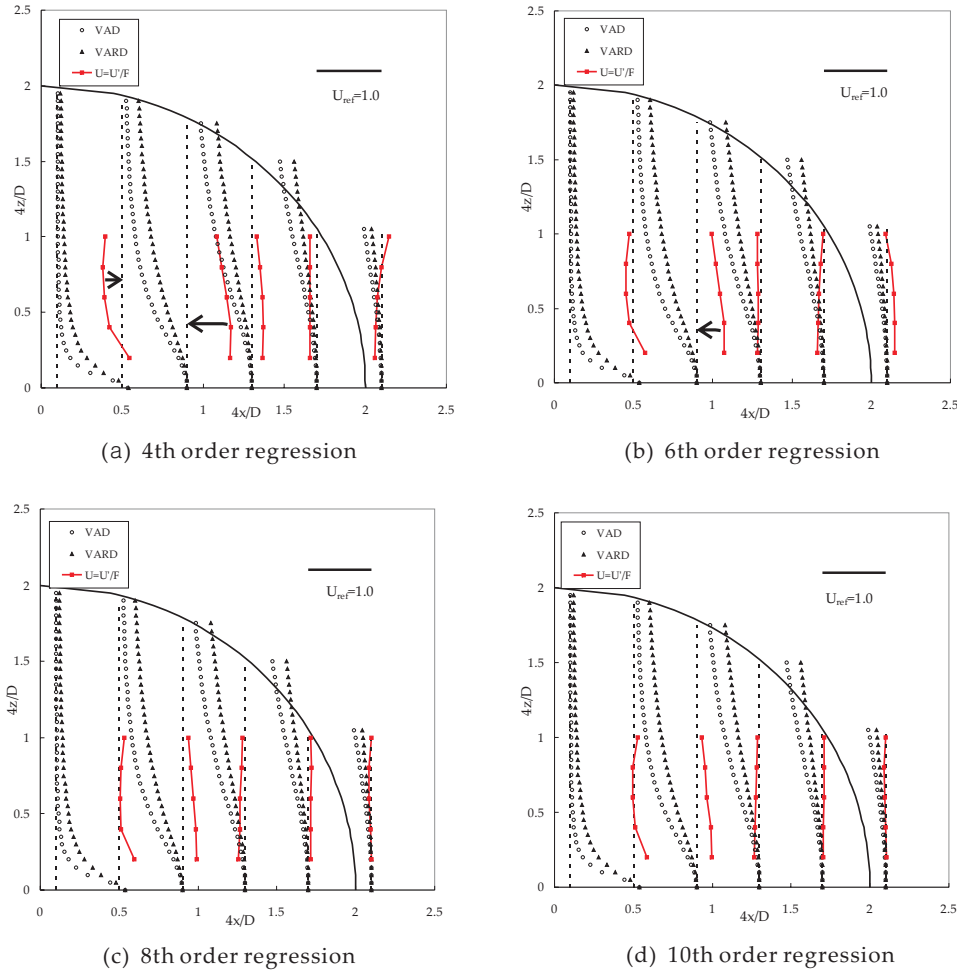 2.5
2
1.5
1
0.5
0
4z/D
VAD
VARD
U=U'/F
U_ref=1.0
0 0.5 1 1.5 2 2.5
4x/D
(a) 4th order regression
2.5
2
1.5
1
0.5
0
4z/D
VAD
VARD
U=U'/F
U_ref=1.0
0 0.5 1 1.5 2 2.5
4x/D
(b) 6th order regression
2.5
2
1.5
1
0.5
0
4z/D
VAD
VARD
U=U'/F
U_ref=1.0
0 0.5 1 1.5 2 2.5
4x/D
(c) 8th order regression
2.5
2
1.5
1
0.5
0
4z/D
VAD
VARD
U=U'/F
U_ref=1.0
0 0.5 1 1.5 2 2.5
4x/D
(d) 10th order regression